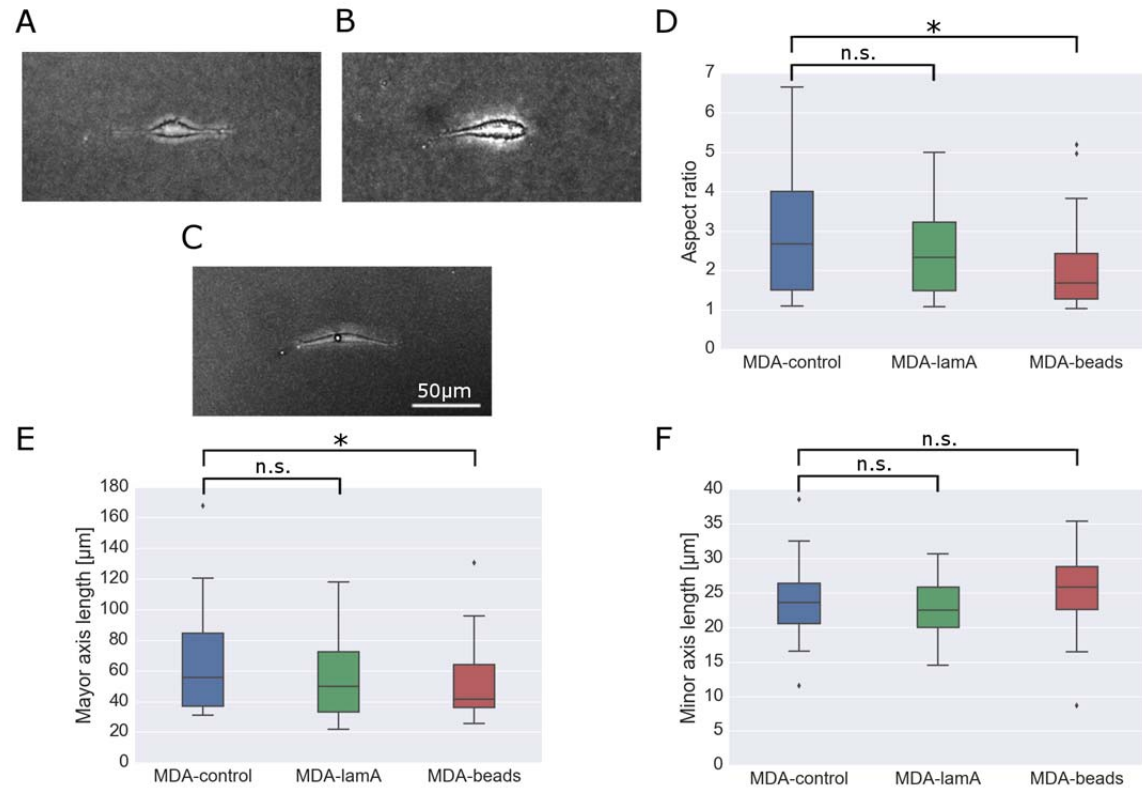 A
B
C
50µm
D
*
n.s.
7
6
5
4
3
2
1
0
Aspect ratio
MDA-control MDA-lamA MDA-beads
E
*
n.s.
180
160
140
120
100
80
60
40
20
0
Mayor axis length [µm]
MDA-control MDA-lamA MDA-beads
F
n.s.
n.s.
40
35
30
25
20
15
10
5
0
Minor axis length [µm]
MDA-control MDA-lamA MDA-beads